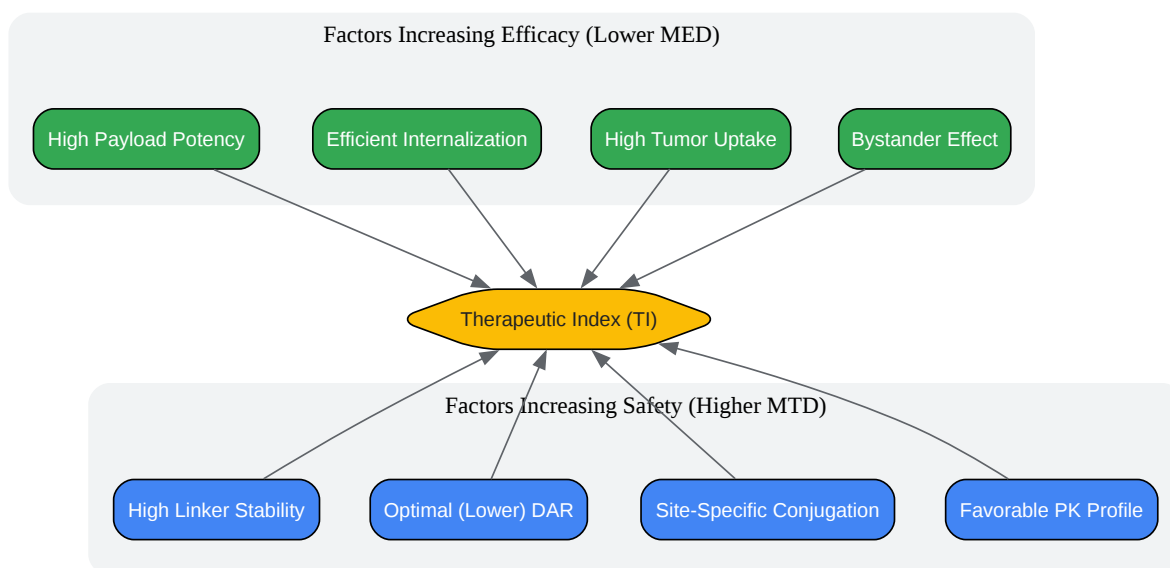 Factors Increasing Efficacy (Lower MED)
High Payload Potency
Efficient Internalization
High Tumor Uptake
Bystander Effect
Therapeutic Index (TI)
Factors Increasing Safety (Higher MTD)
High Linker Stability
Optimal (Lower) DAR
Site-Specific Conjugation
Favorable PK Profile